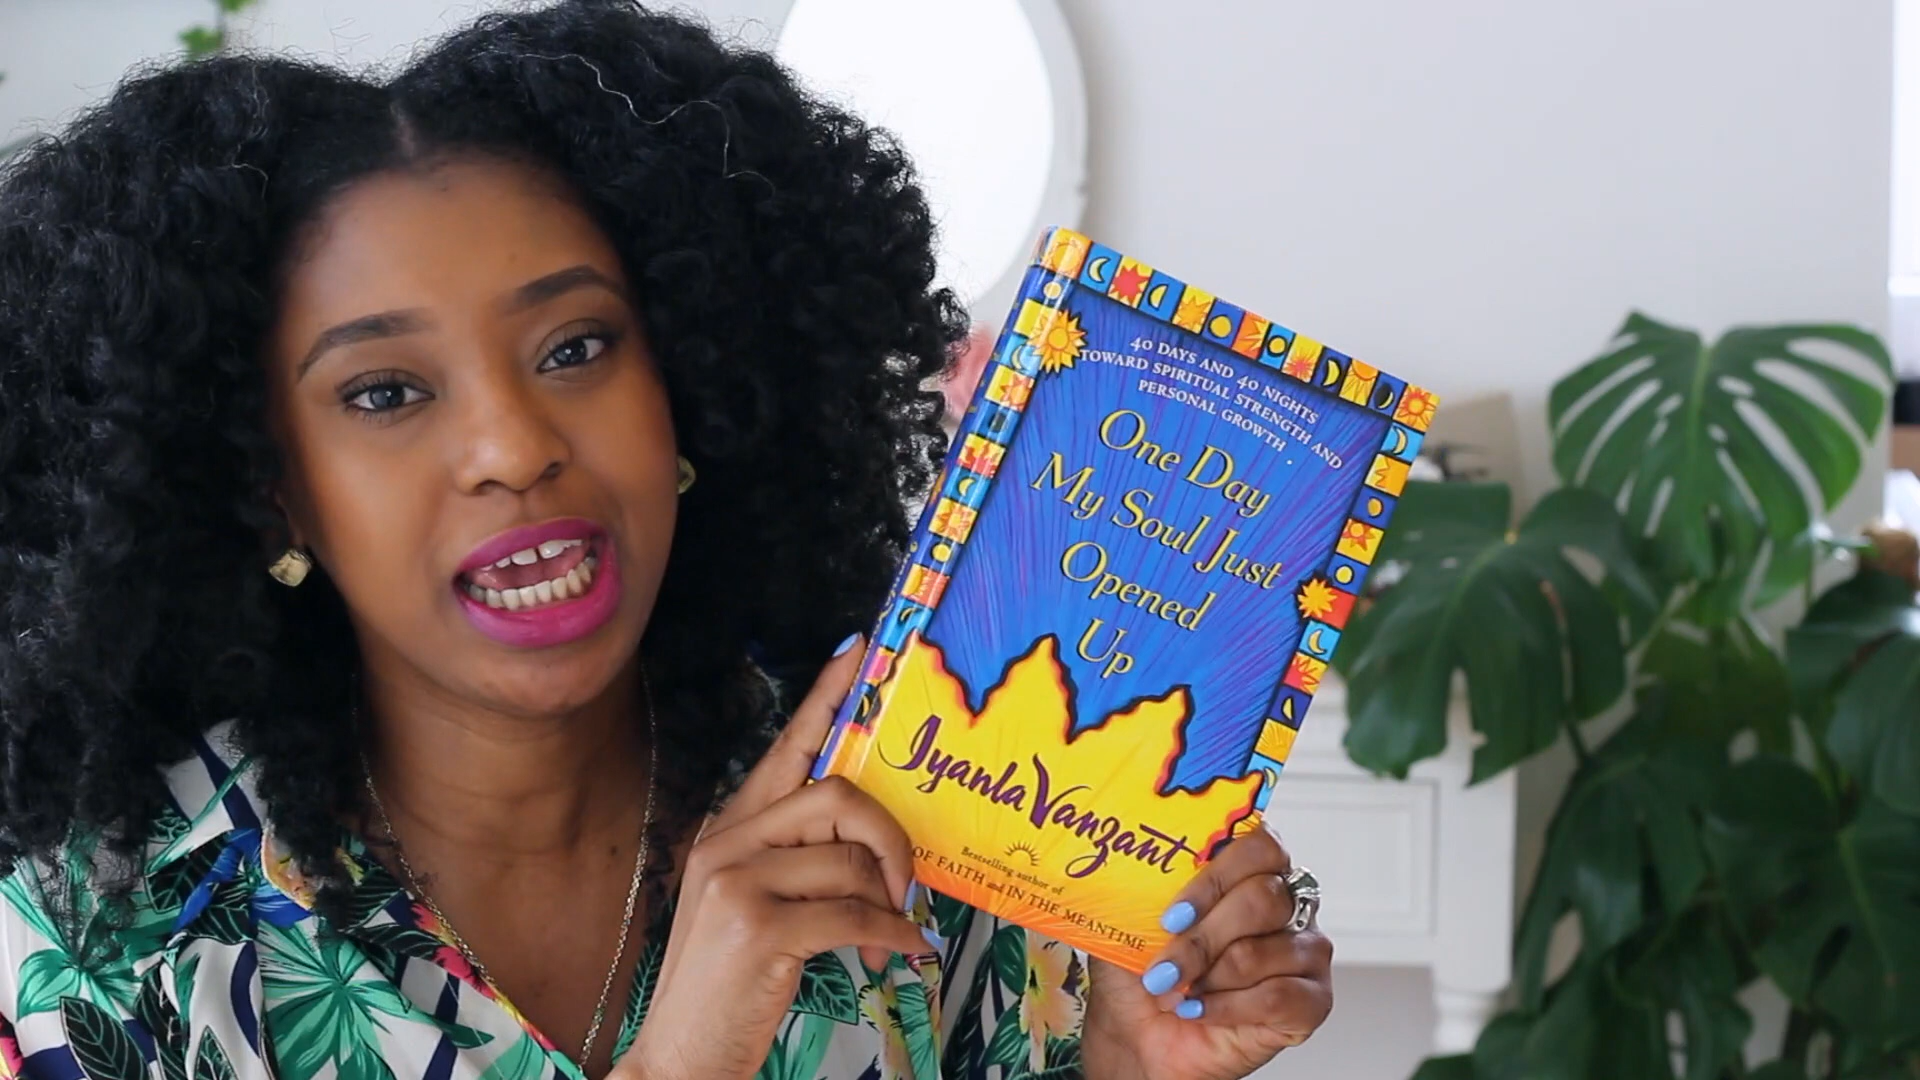 40 DAYS AND 40 NIGHTS
TOWARD SPIRITUAL STRENGTH AND
PERSONAL GROWTH
One Day
My Soul Just
Opened
Up
Iyanla Vanzant
Bestselling author of
OF FAITH and IN THE MEANTIME